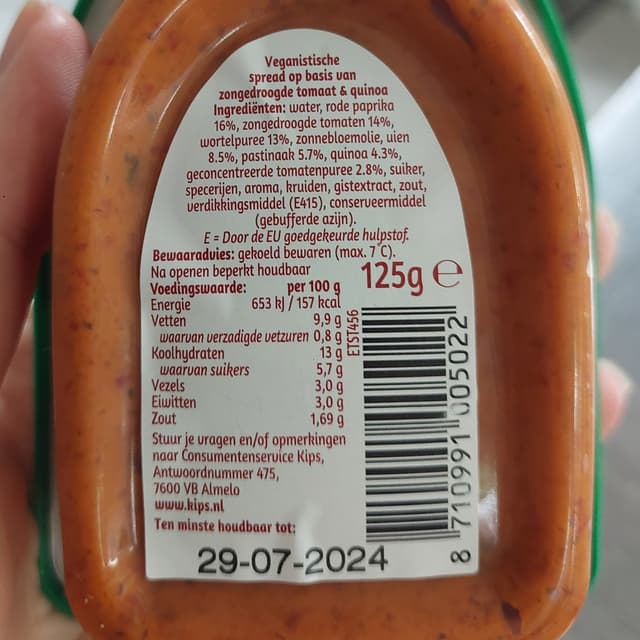 Veganistische
spread op basis van
zongedroogde tomaat & quinoa
Ingrediënten: water, rode paprika
16%, zongedroogde tomaten 14%,
wortelpuree 13%, zonnebloemolie, uien
8.5%, pastinaak 5.7%, quinoa 4.3%,
geconcentreerde tomatenpuree 2.8%, suiker,
specerijen, aroma, kruiden, gistextract, zout,
verdikkingsmiddel (E415), conserveermiddel
(gebufferde azijn).
E = Door de EU goedgekeurde hulpstof.
Bewaaradvies: gekoeld bewaren (max. 7°C).
Na openen beperkt houdbaar
125g ℮
Voedingswaarde: per 100 g
Energie 653 kJ / 157 kcal
Vetten 9,9 g
waarvan verzadigde vetzuren 0,8 g
Koolhydraten 13 g
waarvan suikers 5,7 g
Vezels 3,0 g
Eiwitten 3,0 g
Zout 1,69 g
ETST456
8 710991 005022
Stuur je vragen en/of opmerkingen
naar Consumentenservice Kips,
Antwoordnummer 475,
7600 VB Almelo
www.kips.nl
Ten minste houdbaar tot:
29-07-2024